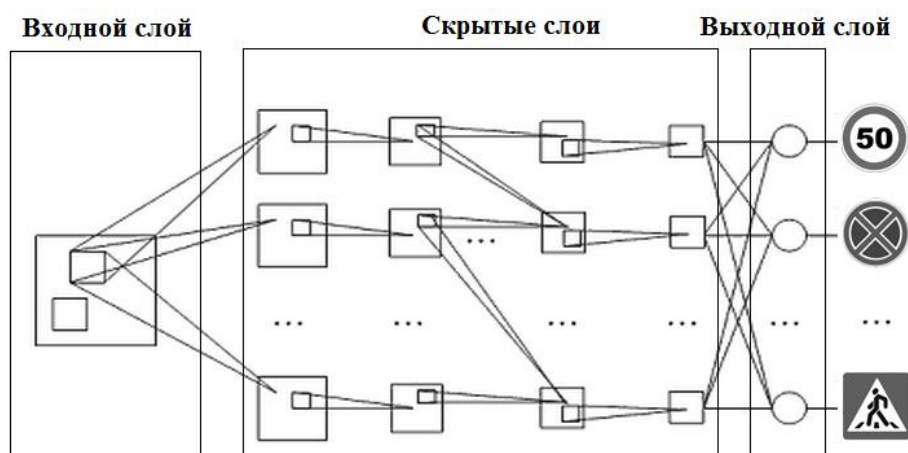 Входной слой
Скрытые слои
Выходной слой
50
...
... ... ... ... ... ...